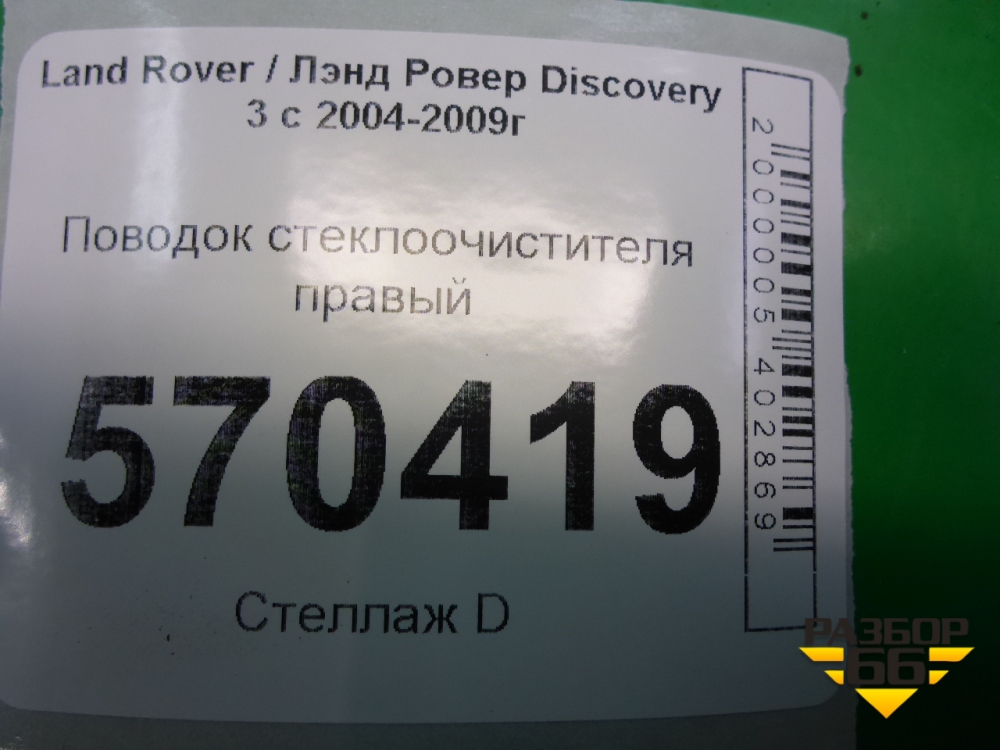 Land Rover / Лэнд Ровер Discovery
3 с 2004-2009г
Поводок стеклоочистителя
правый
570419
Стеллаж D
2000005402869
РАЗБОР
66